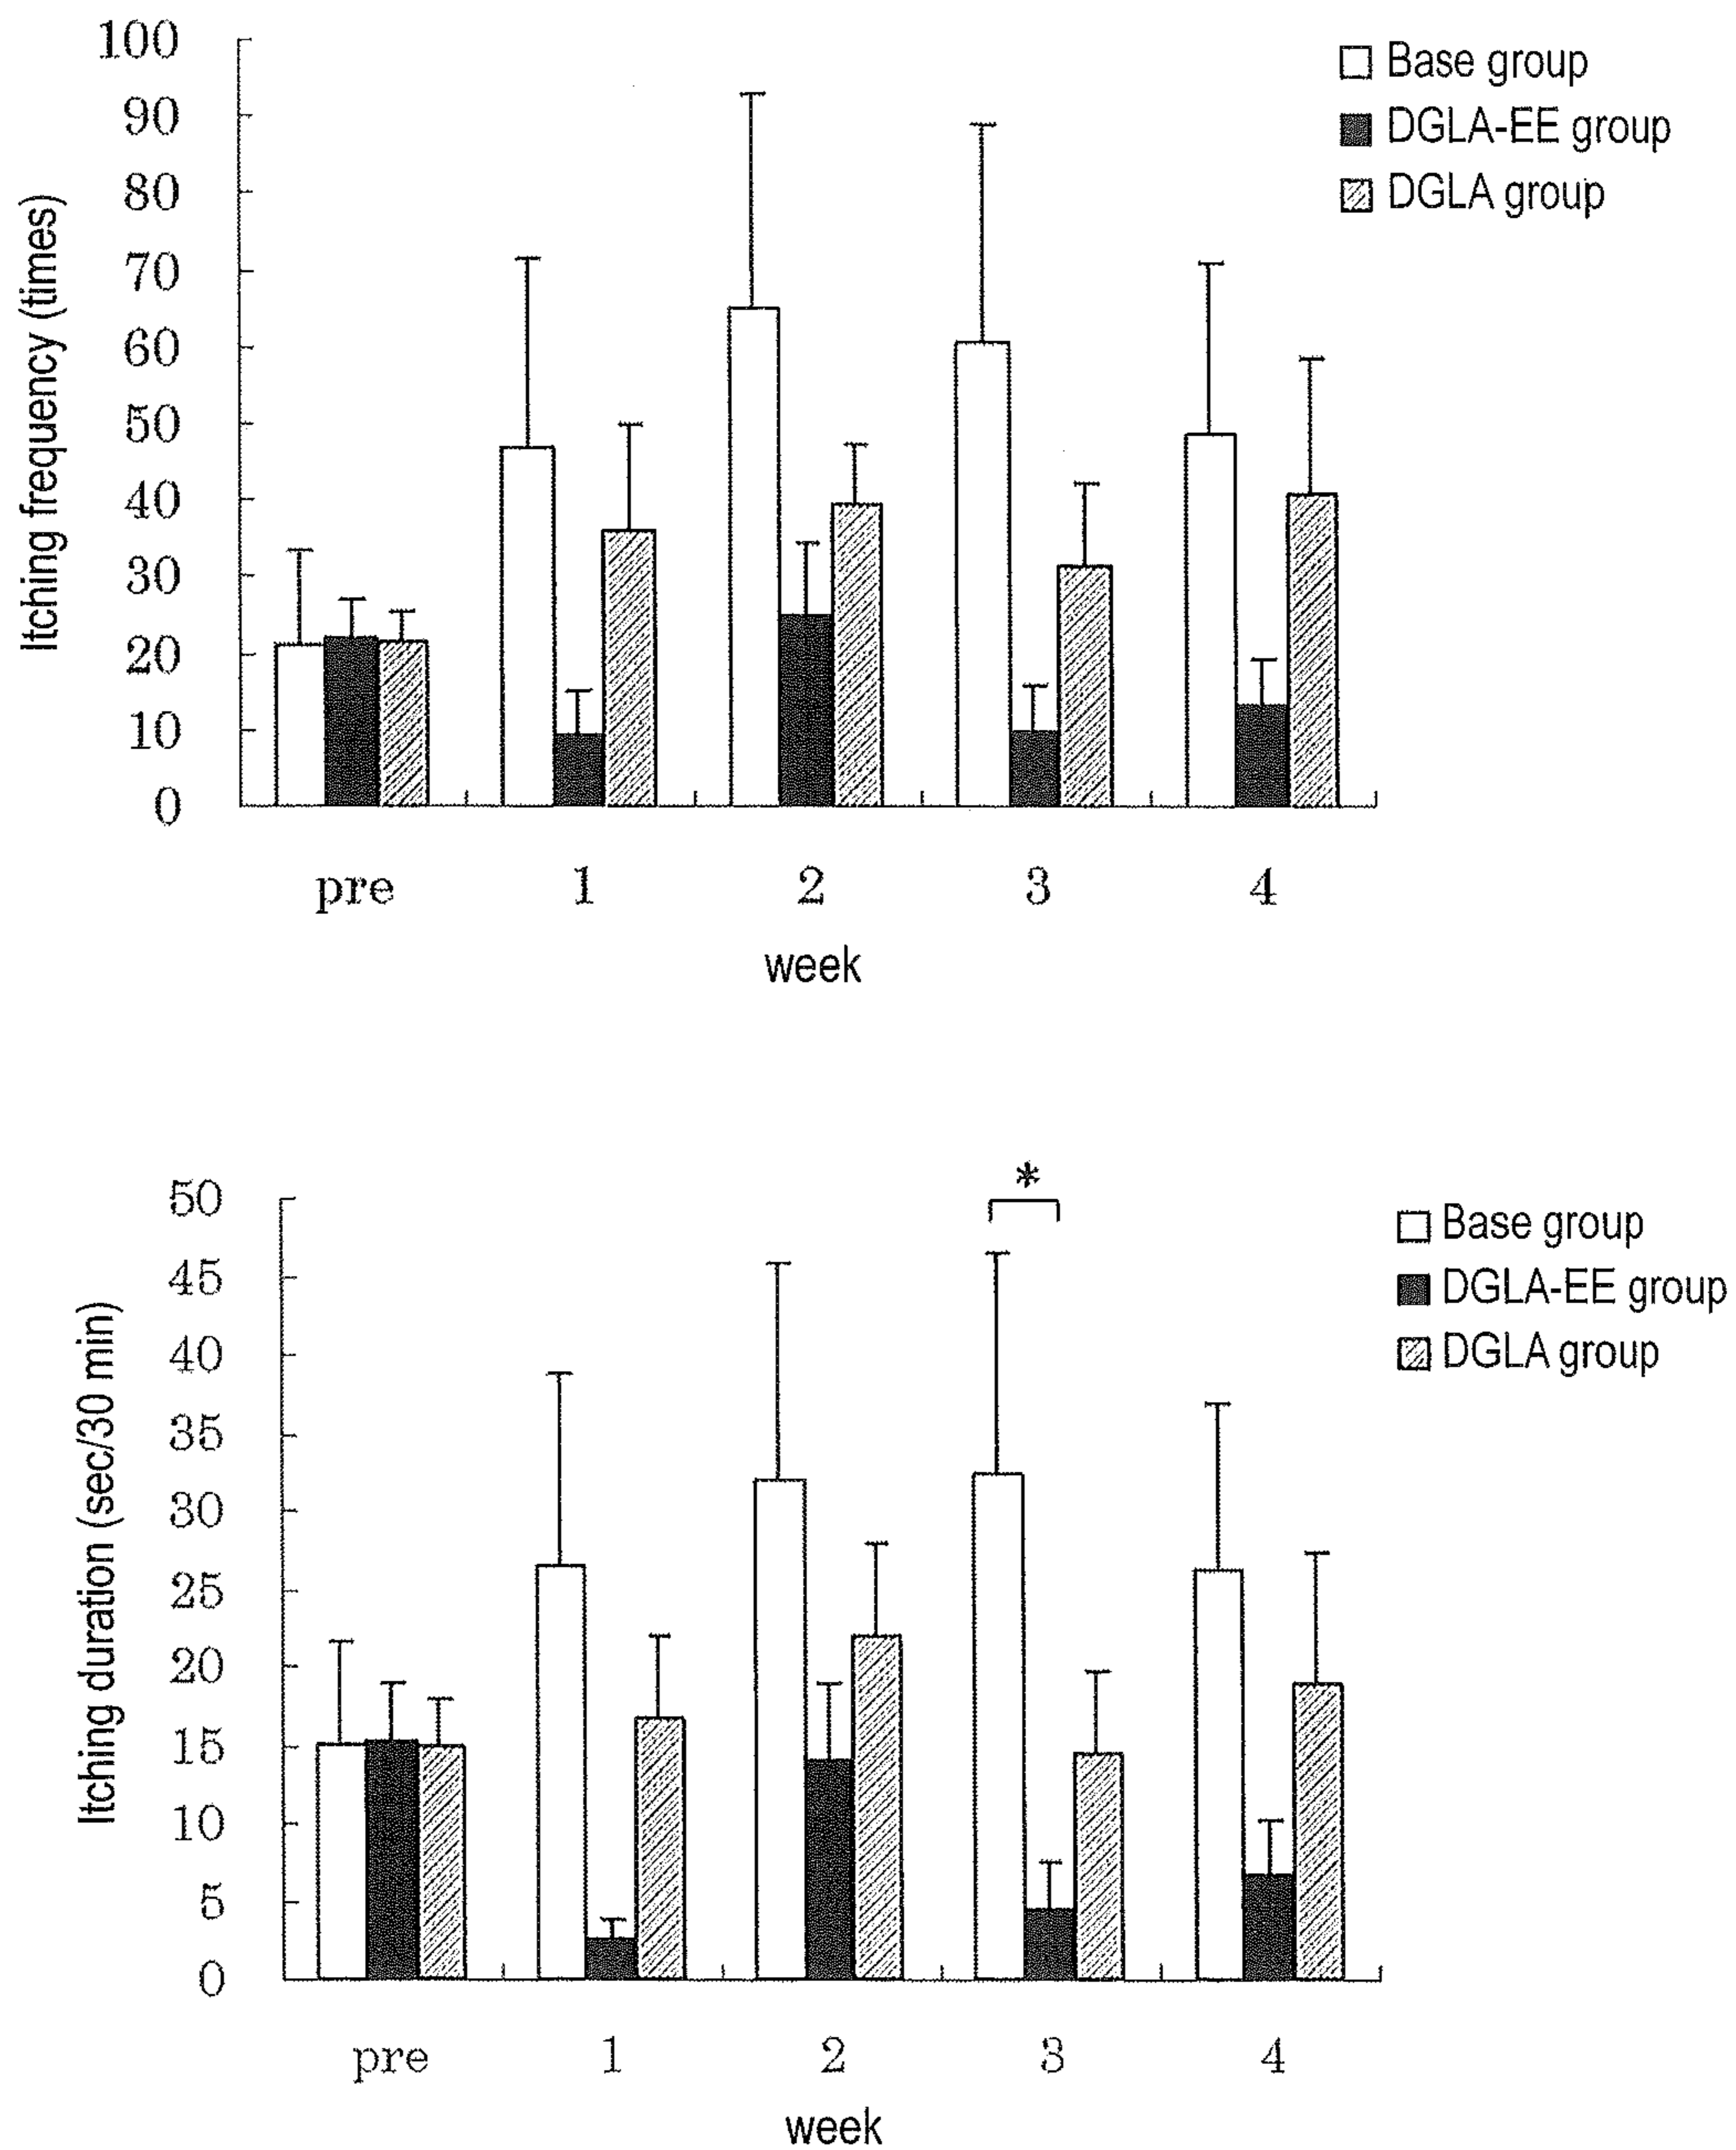 100
90
80
70
60
50
40
30
20
10
0
Itching frequency (times)
Base group
DGLA-EE group
DGLA group
pre 1 2 3 4
week
50
45
40
35
30
25
20
15
10
5
0
Itching duration (sec/30 min)
*
Base group
DGLA-EE group
DGLA group
pre 1 2 3 4
week